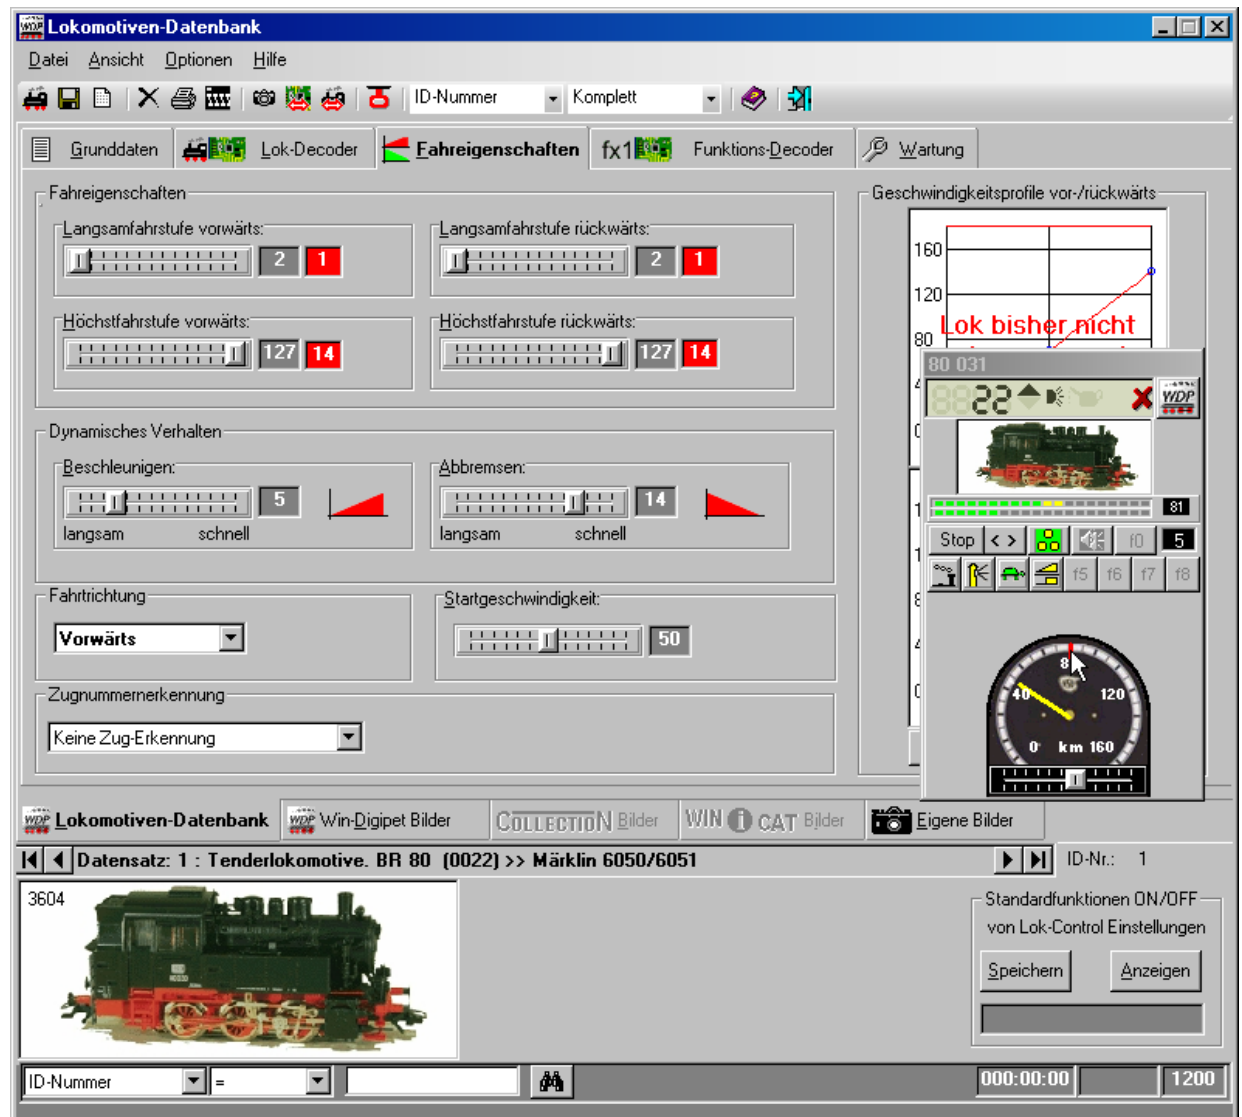 Lokomotiven-Datenbank
Datei Ansicht Optionen Hilfe
ID-Nummer Komplett
Grunddaten Lok-Decoder Fahreigenschaften fx1 Funktions-Decoder Wartung
Fahreigenschaften
Langsamfahrstufe vorwärts: 2 1
Langsamfahrstufe rückwärts: 2 1
Höchstfahrstufe vorwärts: 127 14
Höchstfahrstufe rückwärts: 127 14
Dynamisches Verhalten
Beschleunigen: 5
langsam schnell
Abbremsen: 14
langsam schnell
Fahrtrichtung
Vorwärts
Startgeschwindigkeit:
50
Zugnummernerkennung
Keine Zug-Erkennung
Geschwindigkeitsprofile vor-/rückwärts
160
120
80
Lok bisher nicht
80 031
22 WDP
81
Stop < > f0 5
f5 f6 f7 f8
8
40 120
0 km 160
WDP Lokomotiven-Datenbank WDP Win-Digipet Bilder COLLECTION Bilder WIN i CAT Bilder Eigene Bilder
Datensatz: 1 : Tenderlokomotive. BR 80 (0022) >> Märklin 6050/6051 ID-Nr.: 1
3604
Standardfunktionen ON/OFF
von Lok-Control Einstellungen
Speichern Anzeigen
ID-Nummer = 000:00:00 1200